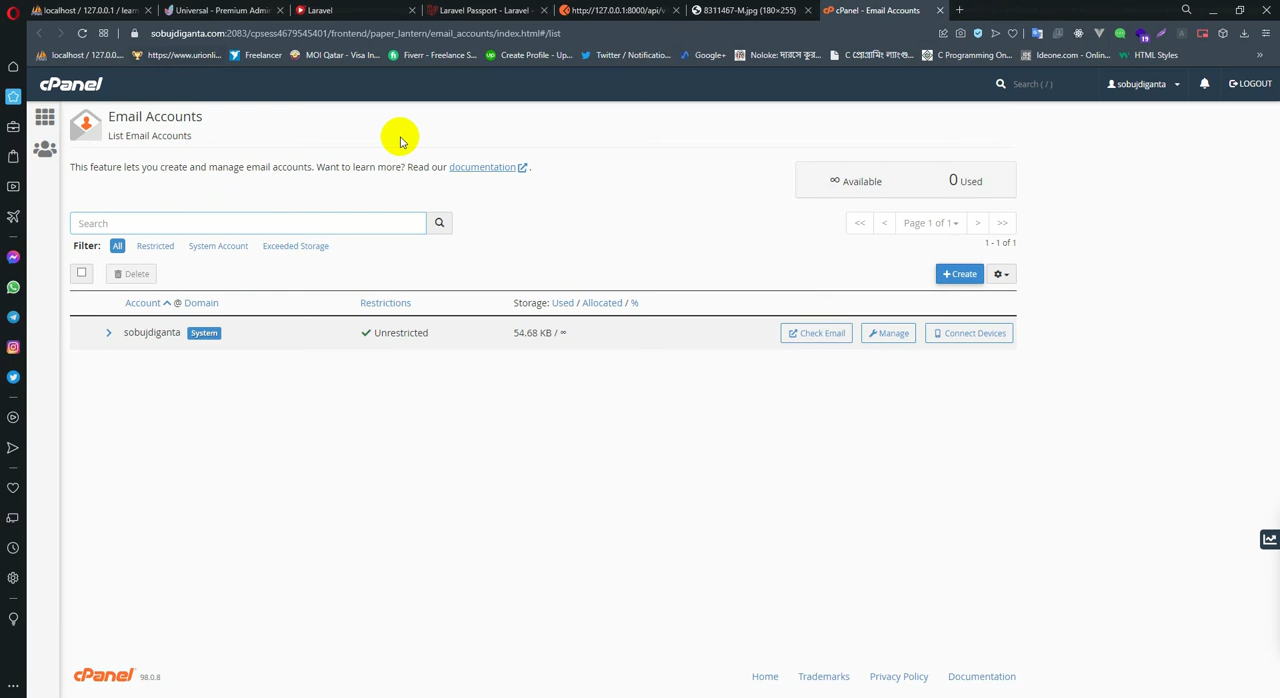 localhost / 127.0.0.1 / learn
Universal - Premium Admi
Laravel
Laravel Passport - Laravel -
http://127.0.0.1:8000/api/v
8311467-M.jpg (180×255)
cPanel - Email Accounts
sobujdiganta.com:2083/cpsess4679545401/frontend/paper_lantern/email_accounts/index.html#/list
localhost / 127.0.0....
https://www.urionli...
Freelancer
MOI Qatar - Visa In...
Fiverr - Freelance S...
Create Profile - Up...
Twitter / Notificatio...
Google+
Noloke: দারসে কুর...
C প্রোগ্রামিং ল্যাংগু...
C Programming On...
Ideone.com - Onlin...
HTML Styles
cPanel
Search ( / )
sobujdiganta
LOGOUT
Email Accounts
List Email Accounts
This feature lets you create and manage email accounts. Want to learn more? Read our documentation .
∞ Available 0 Used
Search
<< < Page 1 of 1 > >>
1 - 1 of 1
Filter: All Restricted System Account Exceeded Storage
Delete
+ Create
Account @ Domain Restrictions Storage: Used / Allocated / %
sobujdiganta System Unrestricted 54.68 KB / ∞ Check Email Manage Connect Devices
cPanel 98.0.8
Home Trademarks Privacy Policy Documentation